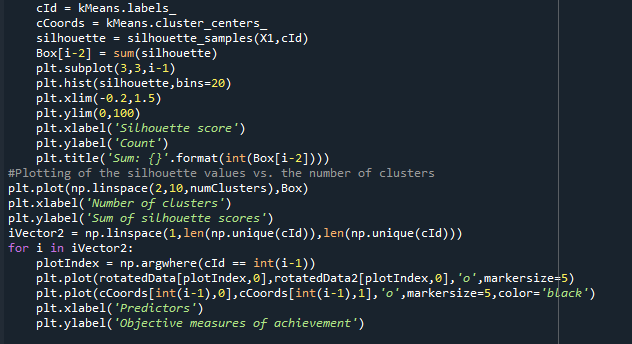 cId = kMeans.labels_
cCoords = kMeans.cluster_centers_
silhouette = silhouette_samples(X1,cId)
Box[i-2] = sum(silhouette)
plt.subplot(3,3,i-1)
plt.hist(silhouette,bins=20)
plt.xlim(-0.2,1.5)
plt.ylim(0,100)
plt.xlabel('Silhouette score')
plt.ylabel('Count')
plt.title('Sum: {}'.format(int(Box[i-2])))
#Plotting of the silhouette values vs. the number of clusters
plt.plot(np.linspace(2,10,numClusters),Box)
plt.xlabel('Number of clusters')
plt.ylabel('Sum of silhouette scores')
iVector2 = np.linspace(1,len(np.unique(cId)),len(np.unique(cId)))
for i in iVector2:
plotIndex = np.argwhere(cId == int(i-1))
plt.plot(rotatedData[plotIndex,0],rotatedData2[plotIndex,0],'o',markersize=5)
plt.plot(cCoords[int(i-1),0],cCoords[int(i-1),1],'o',markersize=5,color='black')
plt.xlabel('Predictors')
plt.ylabel('Objective measures of achievement')